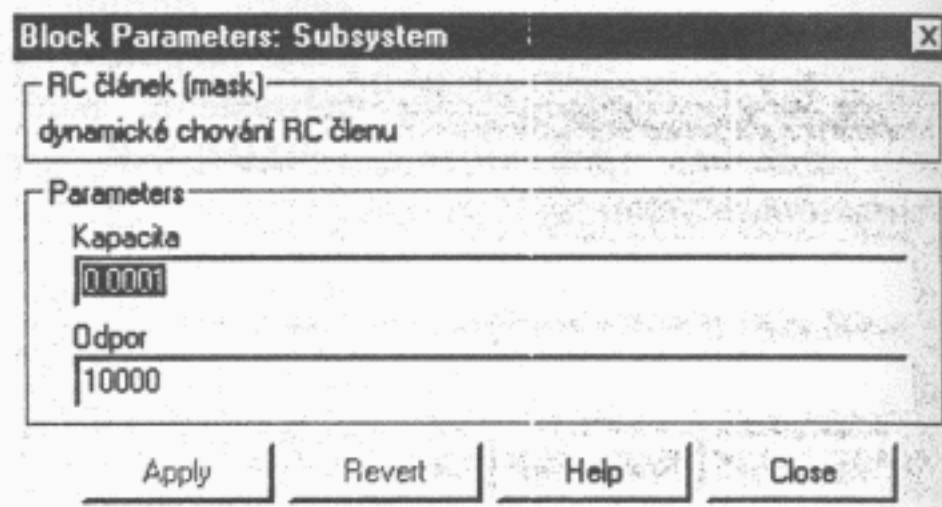 Block Parameters: Subsystem
RC článek (mask)
dynamické chování RC členu
Parameters
Kapacita
0.0001
Odpor
10000
Apply Revert Help Close